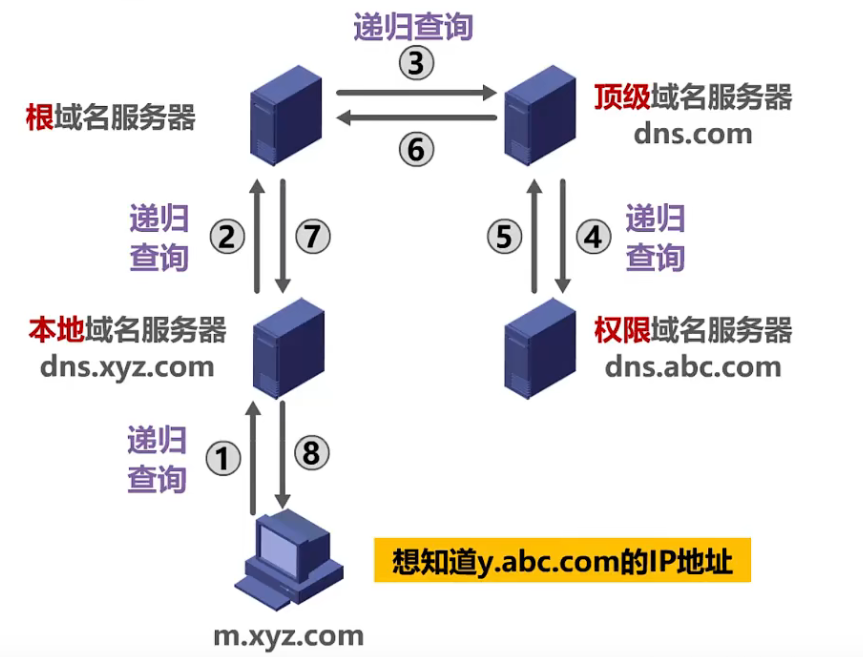 递归查询
③
根域名服务器
顶级域名服务器
dns.com
⑥
递归
查询
②
⑦
⑤
④
递归
查询
本地域名服务器
dns.xyz.com
权限域名服务器
dns.abc.com
递归
查询
①
⑧
想知道y.abc.com的IP地址
m.xyz.com